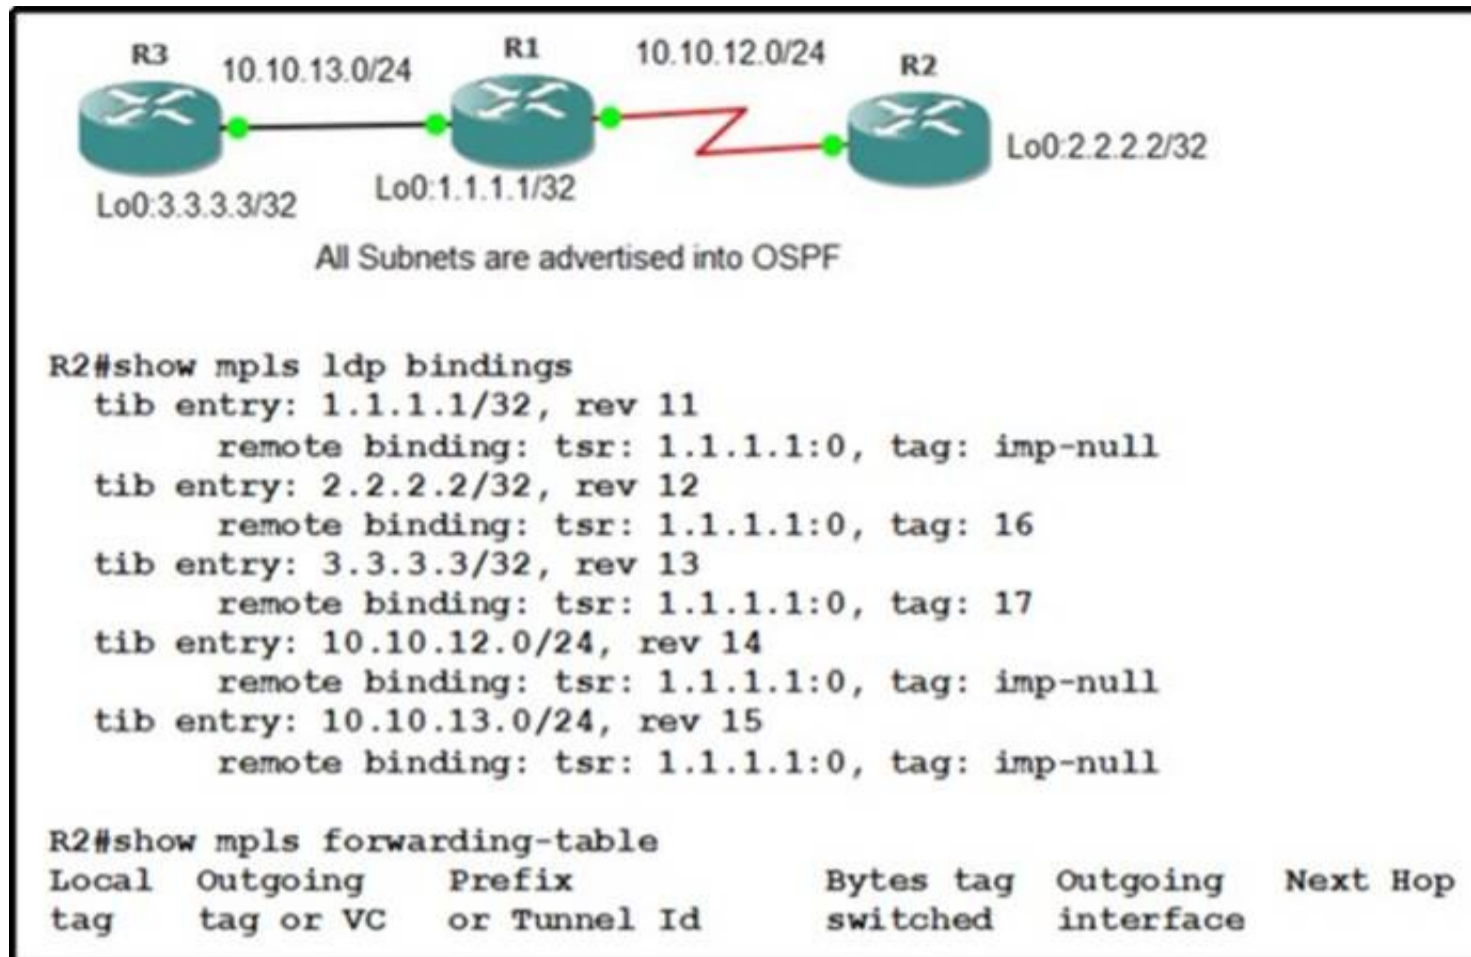 R3
10.10.13.0/24
R1
10.10.12.0/24
R2
Lo0:3.3.3.3/32
Lo0:1.1.1.1/32
Lo0:2.2.2.2/32
All Subnets are advertised into OSPF
R2#show mpls ldp bindings
tib entry: 1.1.1.1/32, rev 11
remote binding: tsr: 1.1.1.1:0, tag: imp-null
tib entry: 2.2.2.2/32, rev 12
remote binding: tsr: 1.1.1.1:0, tag: 16
tib entry: 3.3.3.3/32, rev 13
remote binding: tsr: 1.1.1.1:0, tag: 17
tib entry: 10.10.12.0/24, rev 14
remote binding: tsr: 1.1.1.1:0, tag: imp-null
tib entry: 10.10.13.0/24, rev 15
remote binding: tsr: 1.1.1.1:0, tag: imp-null
R2#show mpls forwarding-table
Local Outgoing Prefix Bytes tag Outgoing Next Hop
tag tag or VC or Tunnel Id switched interface